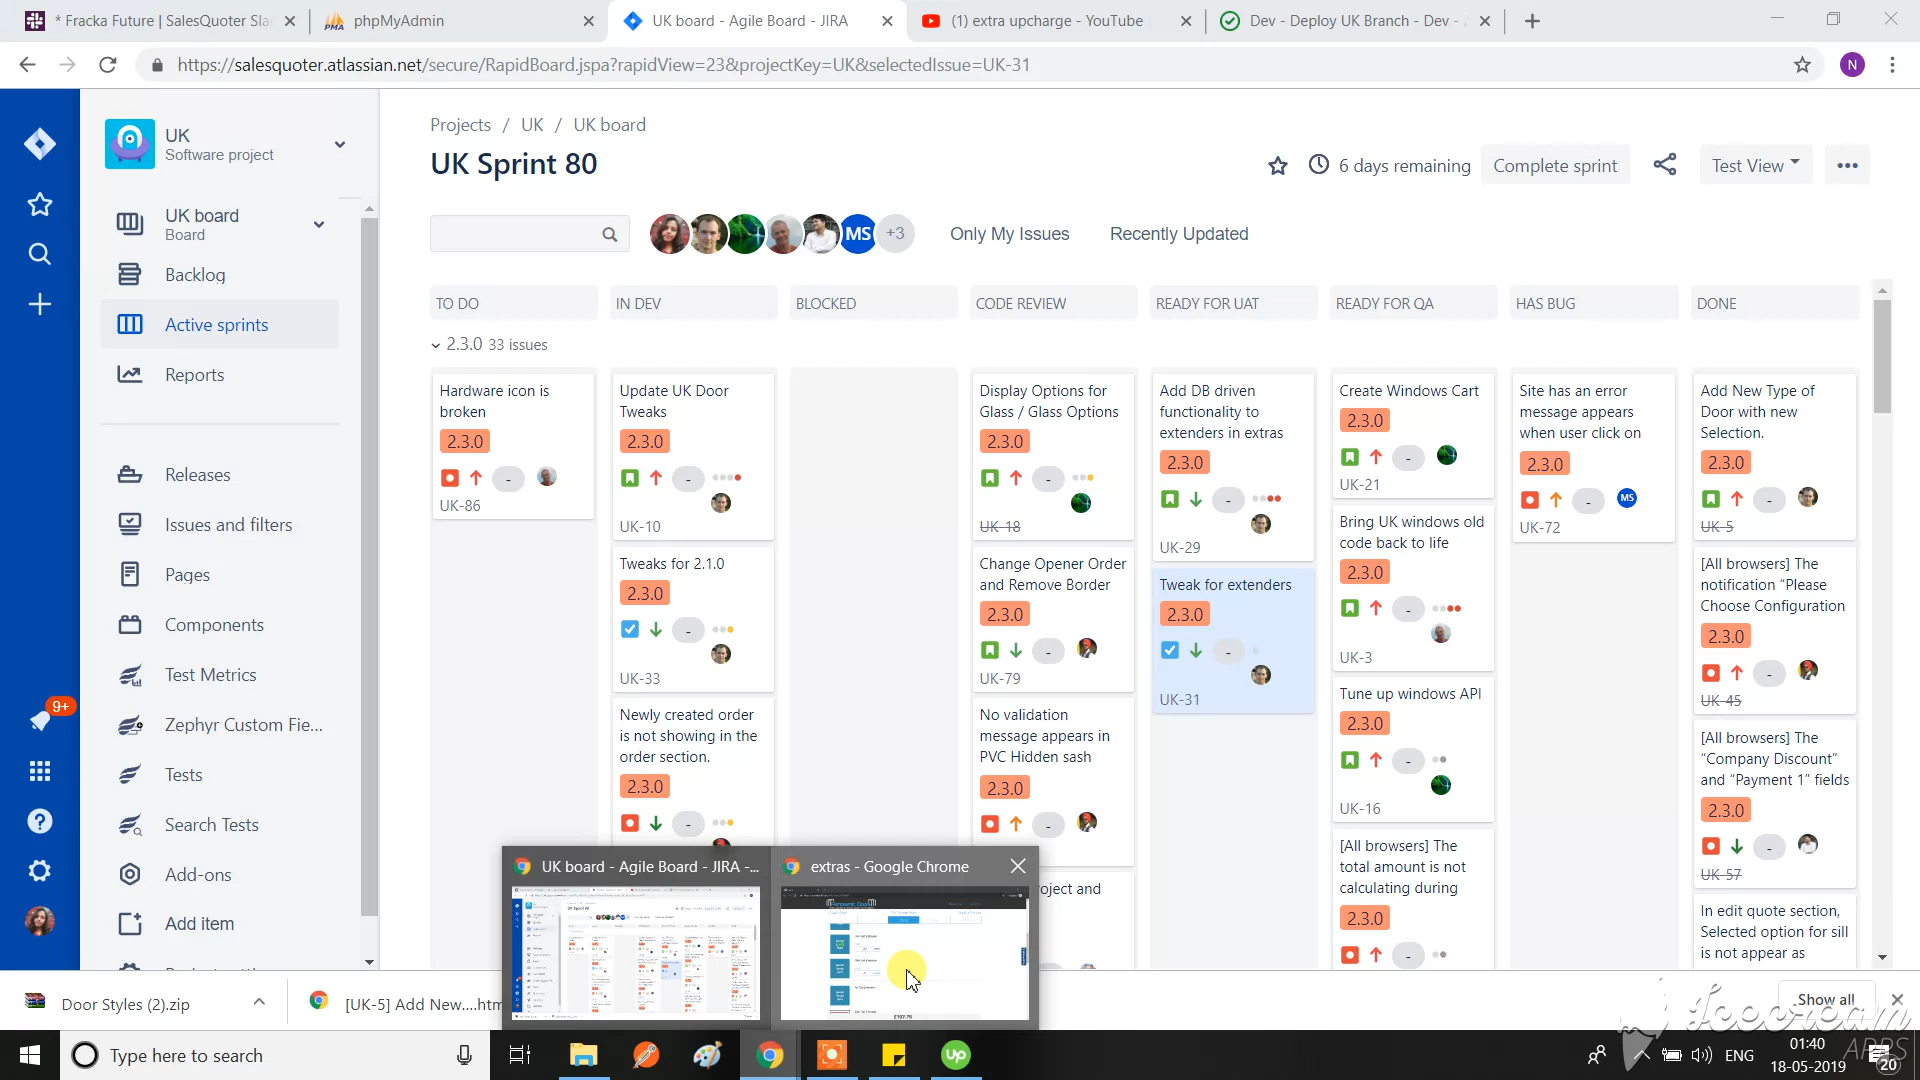 * Fracka Future | SalesQuoter Sla
phpMyAdmin
UK board - Agile Board - JIRA
(1) extra upcharge - YouTube
Dev - Deploy UK Branch - Dev -
https://salesquoter.atlassian.net/secure/RapidBoard.jspa?rapidView=23&projectKey=UK&selectedIssue=UK-31
N
UK
Software project
UK board
Board
Backlog
Active sprints
Reports
Releases
Issues and filters
Pages
Components
Test Metrics
Zephyr Custom Fie...
Tests
Search Tests
Add-ons
Add item
9+
Projects / UK / UK board
UK Sprint 80
6 days remaining
Complete sprint
Test View
MS
+3
Only My Issues
Recently Updated
TO DO
IN DEV
BLOCKED
CODE REVIEW
READY FOR UAT
READY FOR QA
HAS BUG
DONE
2.3.0 33 issues
Hardware icon is
broken
2.3.0
-
UK-86
Update UK Door
Tweaks
2.3.0
-
UK-10
Tweaks for 2.1.0
2.3.0
-
UK-33
Newly created order
is not showing in the
order section.
2.3.0
-
Display Options for
Glass / Glass Options
2.3.0
-
UK-18
Change Opener Order
and Remove Border
2.3.0
-
UK-79
No validation
message appears in
PVC Hidden sash
2.3.0
-
roject and
Add DB driven
functionality to
extenders in extras
2.3.0
-
UK-29
Tweak for extenders
2.3.0
-
UK-31
Create Windows Cart
2.3.0
-
UK-21
Bring UK windows old
code back to life
2.3.0
-
UK-3
Tune up windows API
2.3.0
-
UK-16
[All browsers] The
total amount is not
calculating during
2.3.0
-
Site has an error
message appears
when user click on
2.3.0
-
MS
UK-72
Add New Type of
Door with new
Selection.
2.3.0
-
UK-5
[All browsers] The
notification “Please
Choose Configuration
2.3.0
-
UK-45
[All browsers] The
“Company Discount”
and “Payment 1” fields
2.3.0
-
UK-57
In edit quote section,
Selected option for sill
is not appear as
UK board - Agile Board - JIRA -...
extras - Google Chrome
Door Styles (2).zip
[UK-5] Add New....htm
Show all
Icecream
APPS
Type here to search
up
ENG
01:40
18-05-2019
20